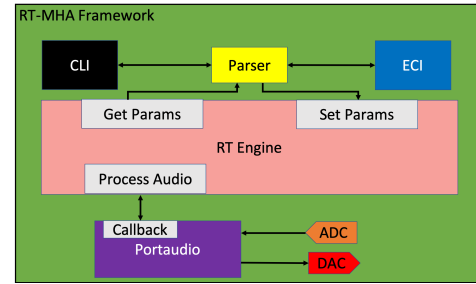 RT-MHA Framework
CLI
Parser
ECI
Get Params
Set Params
RT Engine
Process Audio
Callback
Portaudio
ADC
DAC